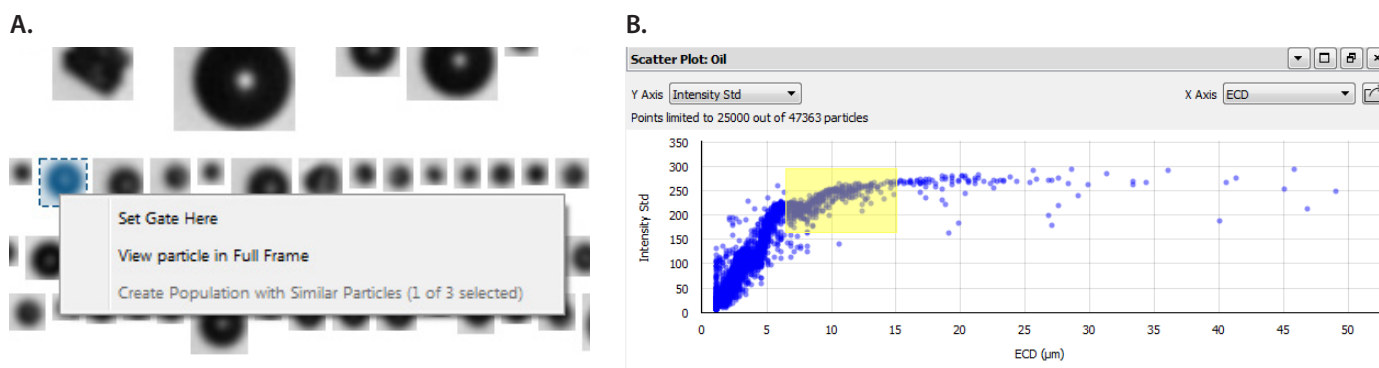 A.
Set Gate Here
View particle in Full Frame
Create Population with Similar Particles (1 of 3 selected)
B.
Scatter Plot: Oil
Y Axis Intensity Std X Axis ECD
Points limited to 25000 out of 47363 particles
350
300
250
200
150
100
50
0
Intensity Std
0 5 10 15 20 25 30 35 40 45 50
ECD (μm)